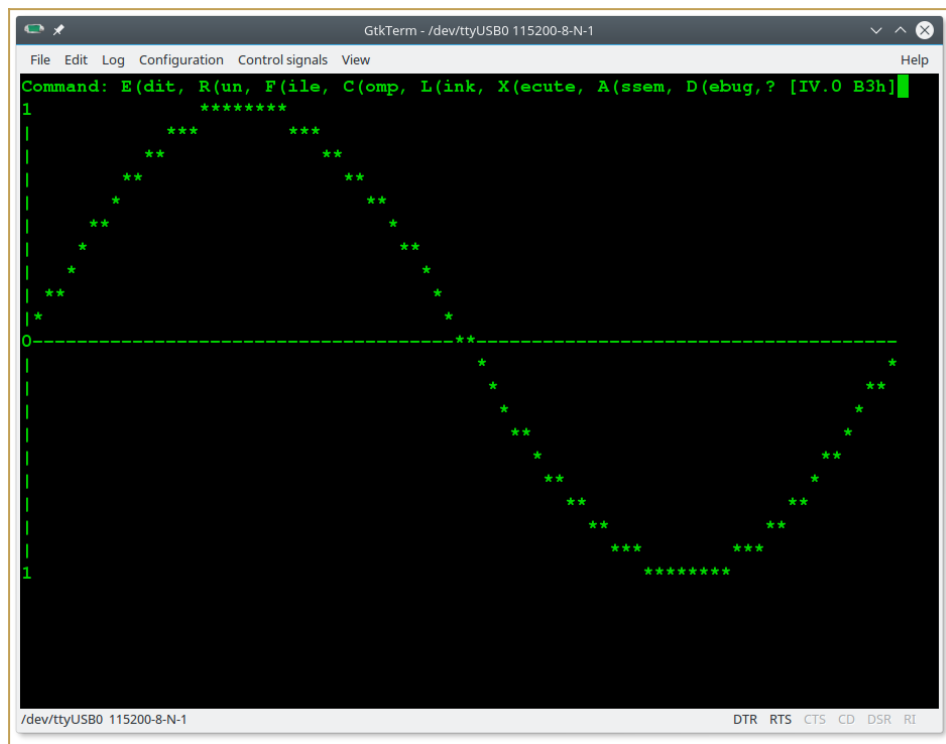 GtkTerm - /dev/ttyUSB0 115200-8-N-1
File Edit Log Configuration Control signals View Help
Command: E(dit, R(un, F(ile, C(omp, L(ink, X(ecute, A(ssem, D(ebug,? [IV.0 B3h]
1                ********
|            ***        ***
|          **              **
|        **                  **
|       *                      **
|     **                         *
|    *                            **
|   *                               *
| **                                 *
|*                                    *
0--------------------------------------**--------------------------------------
|                                        *                                    *
|                                         *                                 **
|                                          *                               *
|                                           **                            *
|                                             *                         **
|                                              **                      *
|                                                **                  **
|                                                  **              **
|                                                    ***        ***
1                                                       ********
/dev/ttyUSB0 115200-8-N-1 DTR RTS CTS CD DSR RI